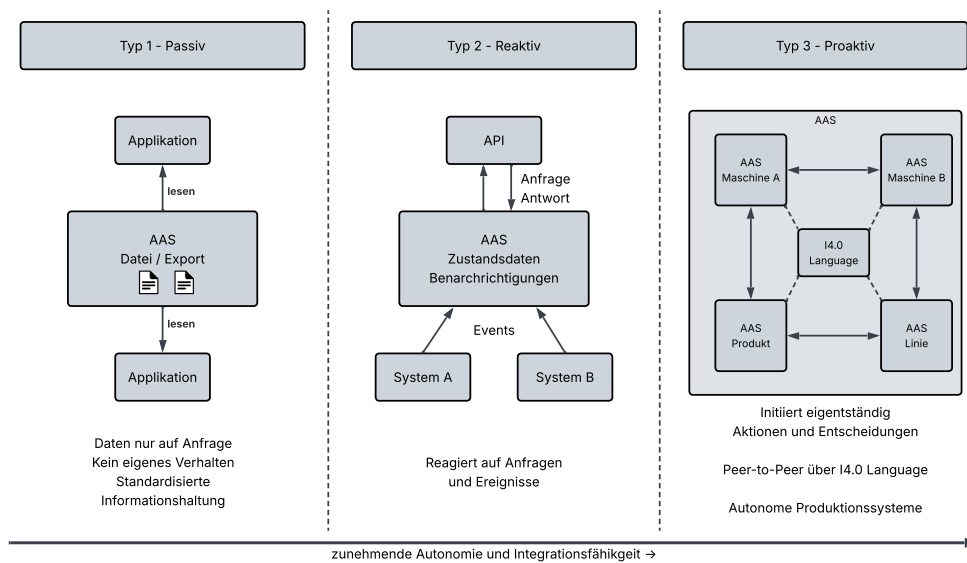 Typ 1 - Passiv
Applikation
lesen
AAS
Datei / Export
lesen
Applikation
Daten nur auf Anfrage
Kein eigenes Verhalten
Standardisierte
Informationshaltung
Typ 2 - Reaktiv
API
Anfrage
Antwort
AAS
Zustandsdaten
Benarchrichtigungen
Events
System A
System B
Reagiert auf Anfragen
und Ereignisse
Typ 3 - Proaktiv
AAS
AAS
Maschine A
AAS
Maschine B
I4.0
Language
AAS
Produkt
AAS
Linie
Initiiert eigentständig
Aktionen und Entscheidungen
Peer-to-Peer über I4.0 Language
Autonome Produktionssysteme
zunehmende Autonomie und Integrationsfähikgeit →